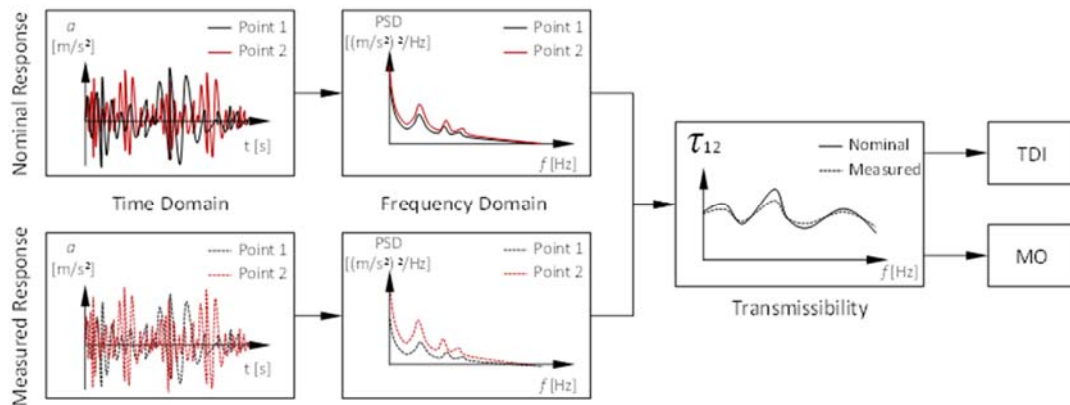 Nominal Response
a
[m/s²]
Point 1
Point 2
t [s]
PSD
[(m/s²) ²/Hz]
Point 1
Point 2
f [Hz]
Time Domain
Frequency Domain
Measured Response
a
[m/s²]
Point 1
Point 2
t [s]
PSD
[(m/s²) ²/Hz]
Point 1
Point 2
f [Hz]
τ₁₂
Nominal
Measured
f [Hz]
Transmissibility
TDI
MO